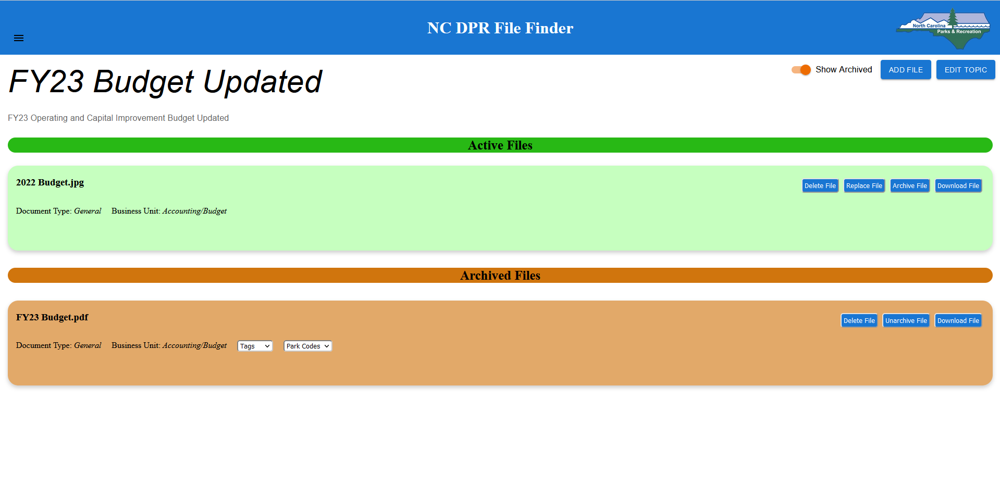 NC DPR File Finder
North Carolina
Parks & Recreation
FY23 Budget Updated
Show Archived
ADD FILE
EDIT TOPIC
FY23 Operating and Capital Improvement Budget Updated
Active Files
2022 Budget.jpg
Delete File
Replace File
Archive File
Download File
Document Type: General
Business Unit: Accounting/Budget
Archived Files
FY23 Budget.pdf
Delete File
Unarchive File
Download File
Document Type: General
Business Unit: Accounting/Budget
Tags
Park Codes